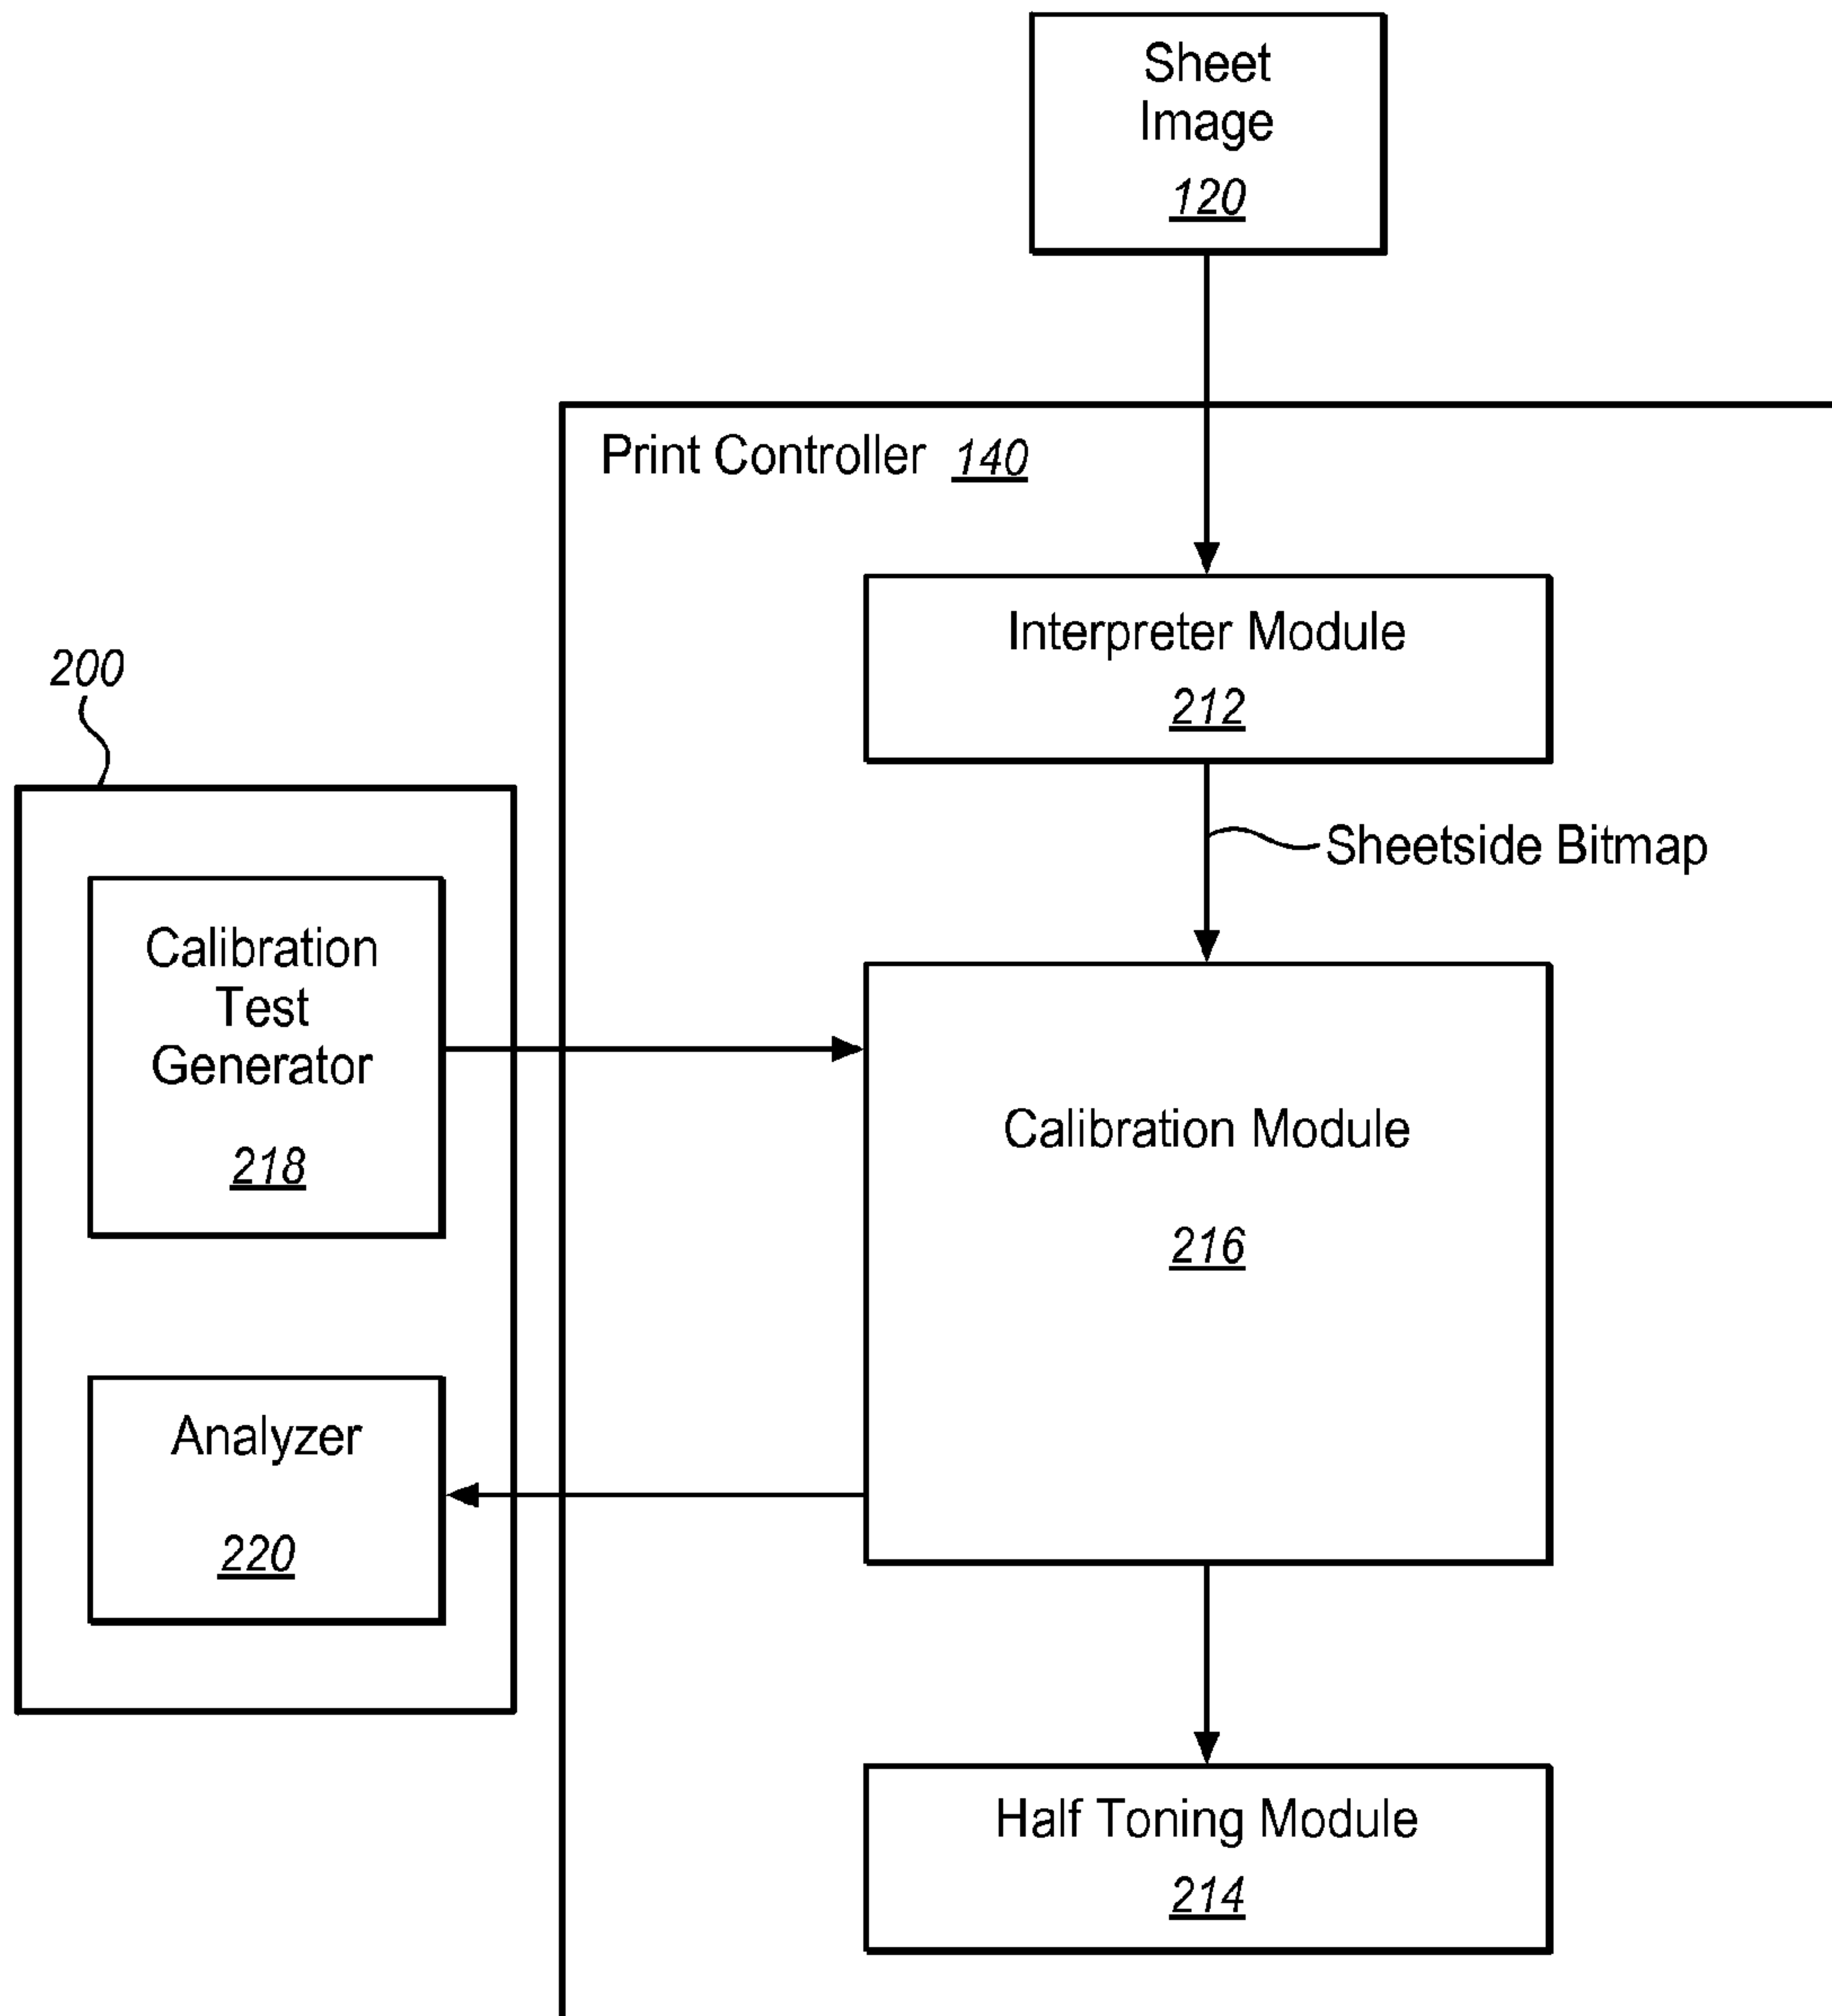 Sheet
Image
120
Print Controller 140
Interpreter Module
212
200
Sheetside Bitmap
Calibration
Test
Generator
218
Calibration Module
216
Analyzer
220
Half Toning Module
214